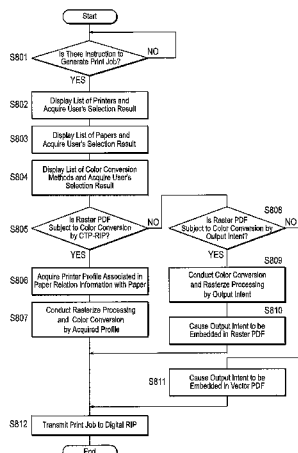 Start
S801
Is There Instruction to
Generate Print Job?
NO
YES
S802
Display List of Printers and
Acquire User's Selection Result
S803
Display List of Papers and
Acquire User's Selection Result
S804
Display List of Color Conversion
Methods and Acquire User's
Selection Result
S805
Is Raster PDF
Subject to Color Conversion
by CTP-RIP?
NO
YES
S808
Is Raster PDF
Subject to Color Conversion by
Output Intent?
NO
YES
S806
Acquire Printer Profile Associated in
Paper Relation Information with Paper
S809
Conduct Color Conversion
and Rasterize Processing
by Output Intent
S807
Conduct Rasterize Processing
and Color Conversion
by Acquired Profile
S810
Cause Output Intent to be
Embedded in Raster PDF
S811
Cause Output Intent to be
Embedded in Vector PDF
S812
Transmit Print Job to Digital RIP
End